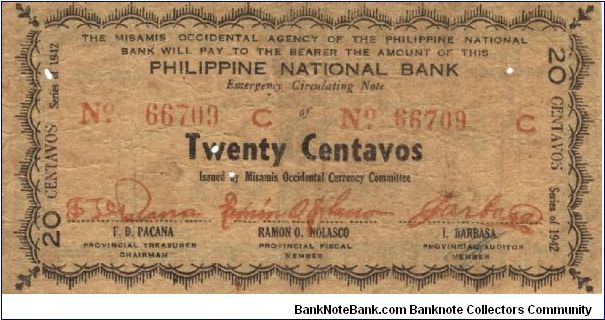 THE MISAMIS OCCIDENTAL AGENCY OF THE PHILIPPINE NATIONAL
BANK WILL PAY TO THE BEARER THE AMOUNT OF THIS
PHILIPPINE NATIONAL BANK
Emergency Circulating Note
Nº 66709 C of Nº 66709 C
Twenty Centavos
Issued by Misamis Occidental Currency Committee
F. D. PACANA RAMON O. NOLASCO I. BARBASA
PROVINCIAL TREASURER PROVINCIAL FISCAL PROVINCIAL AUDITOR
CHAIRMAN MEMBER MEMBER
20 CENTAVOS Series of 1942
20 CENTAVOS Series of 1942
BankNoteBank.com Banknote Collectors Community